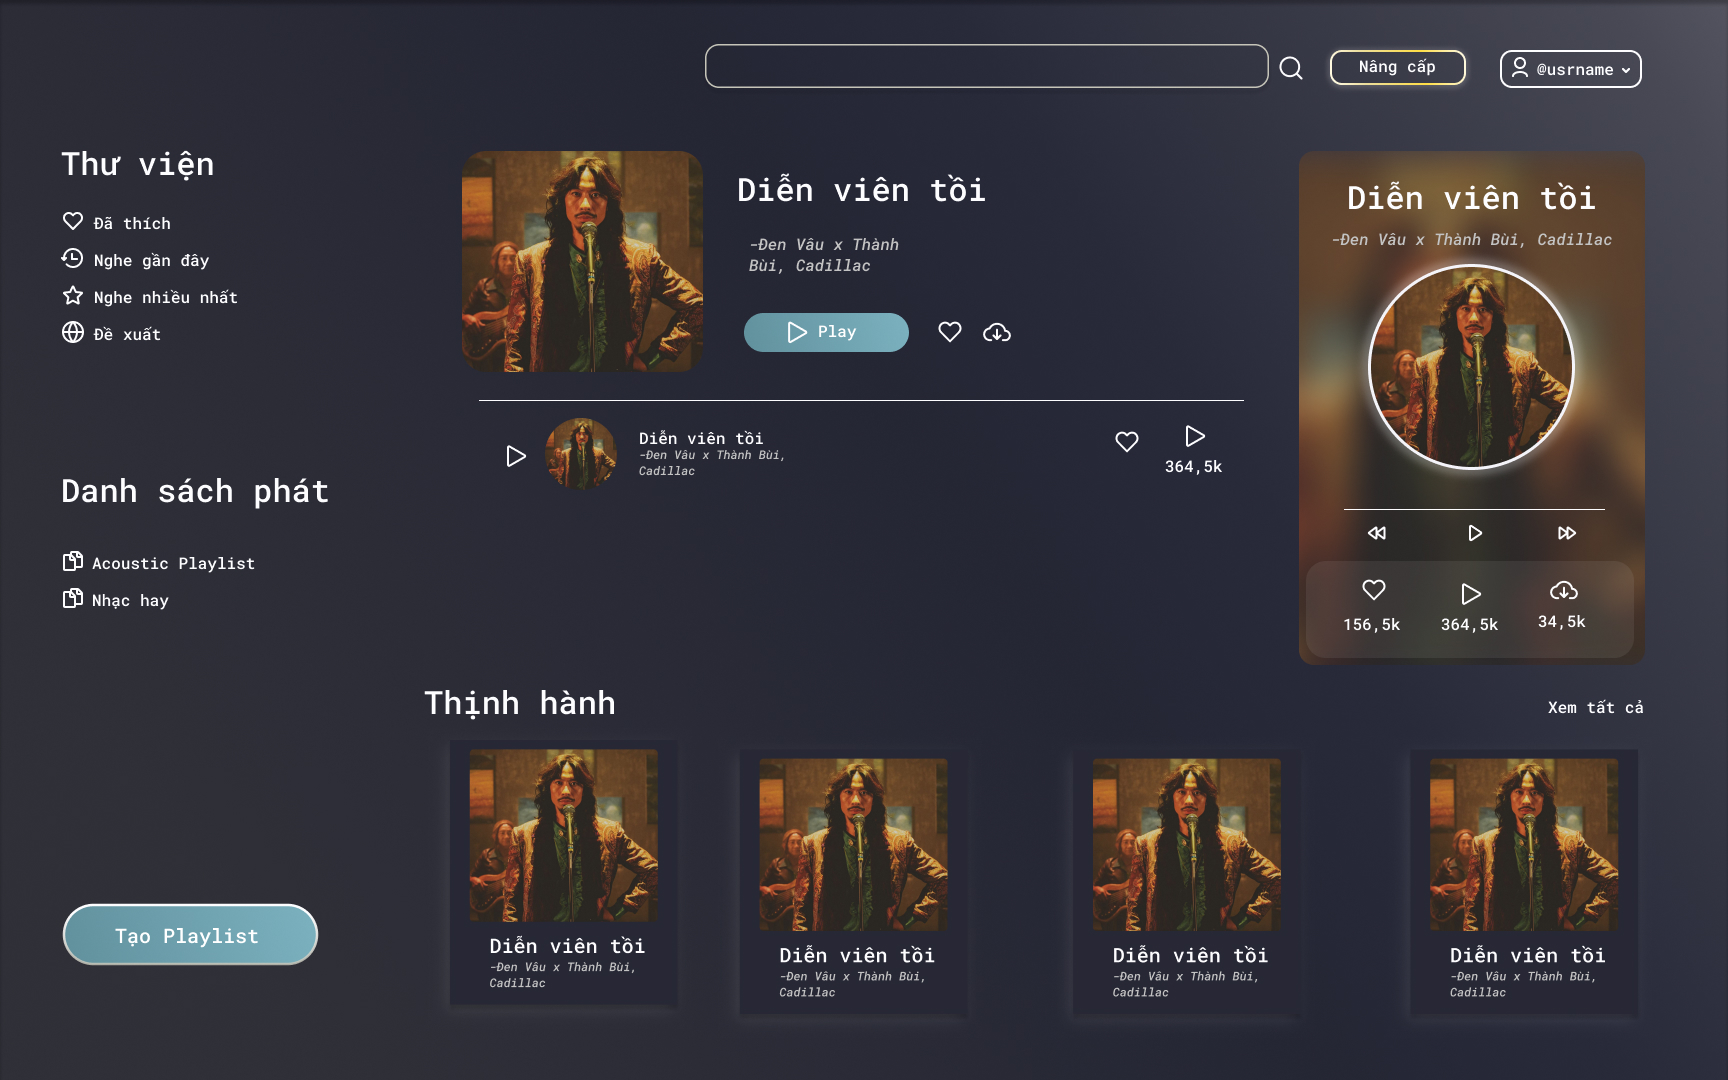 Nâng cấp
@usrname
Thư viện
Đã thích
Nghe gần đây
Nghe nhiều nhất
Đề xuất
Danh sách phát
Acoustic Playlist
Nhạc hay
Tạo Playlist
Diễn viên tồi
-Đen Vâu x Thành
Bùi, Cadillac
Play
Diễn viên tồi
-Đen Vâu x Thành Bùi,
Cadillac
364,5k
Diễn viên tồi
-Đen Vâu x Thành Bùi, Cadillac
156,5k
364,5k
34,5k
Thịnh hành
Xem tất cả
Diễn viên tồi
-Đen Vâu x Thành Bùi,
Cadillac
Diễn viên tồi
-Đen Vâu x Thành Bùi,
Cadillac
Diễn viên tồi
-Đen Vâu x Thành Bùi,
Cadillac
Diễn viên tồi
-Đen Vâu x Thành Bùi,
Cadillac